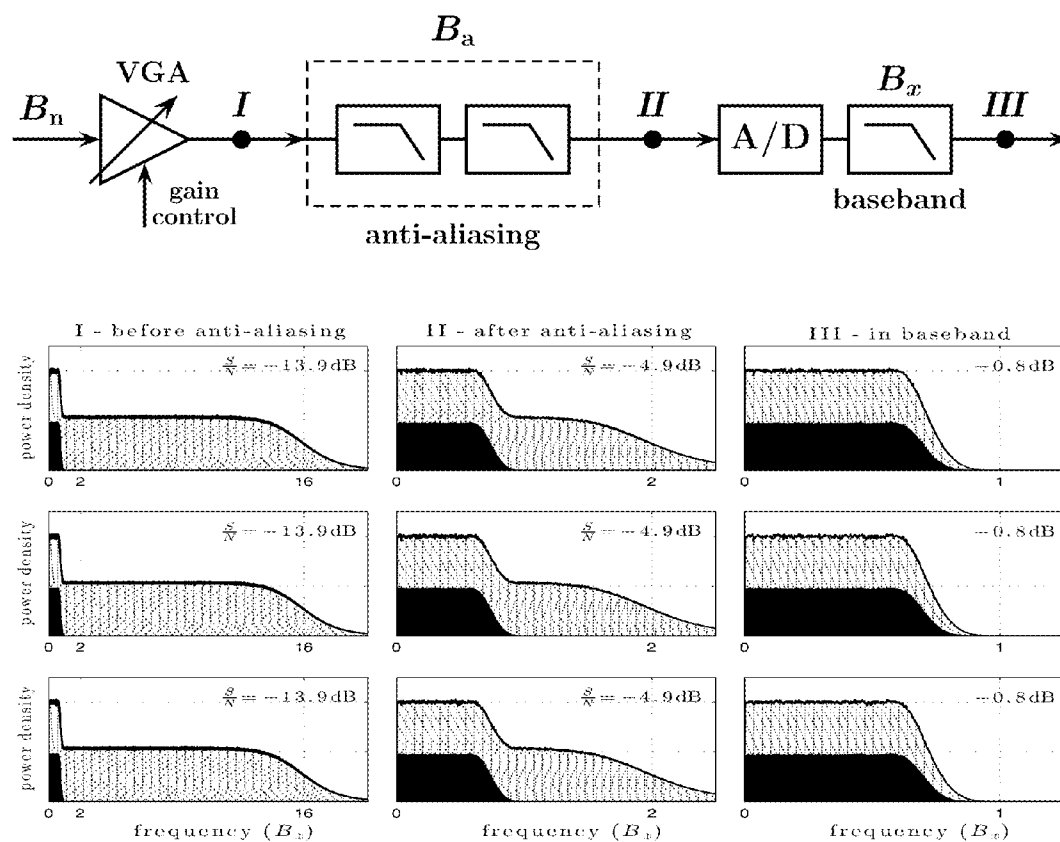 B_a
VGA
B_n
I
II
B_x
III
A/D
gain
control
anti-aliasing
baseband
I - before anti-aliasing
II - after anti-aliasing
III - in baseband
power density
S/N = −13.9dB
S/N = −4.9dB
−0.8dB
0 2 16
0 2
0 1
power density
S/N = −13.9dB
S/N = −4.9dB
−0.8dB
0 2 16
0 2
0 1
power density
S/N = −13.9dB
S/N = −4.9dB
−0.8dB
0 2 16
0 2
0 1
frequency (B_x)
frequency (B_x)
frequency (B_x)